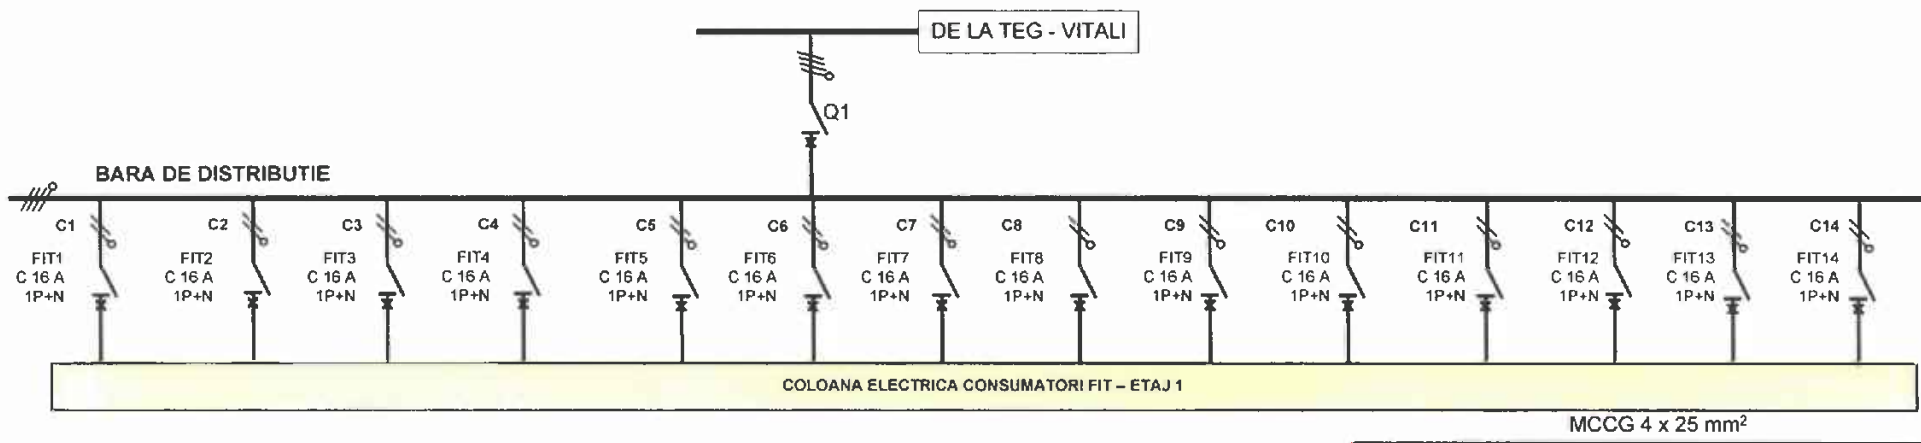 DE LA TEG - VITALI
Q1
BARA DE DISTRIBUTIE
C1
FIT1
C 16 A
1P+N
C2
FIT2
C 16 A
1P+N
C3
FIT3
C 16 A
1P+N
C4
FIT4
C 16 A
1P+N
C5
FIT5
C 16 A
1P+N
C6
FIT6
C 16 A
1P+N
C7
FIT7
C 16 A
1P+N
C8
FIT8
C 16 A
1P+N
C9
FIT9
C 16 A
1P+N
C10
FIT10
C 16 A
1P+N
C11
FIT11
C 16 A
1P+N
C12
FIT12
C 16 A
1P+N
C13
FIT13
C 16 A
1P+N
C14
FIT14
C 16 A
1P+N
COLOANA ELECTRICA CONSUMATORI FIT – ETAJ 1
MCCG 4 x 25 mm²